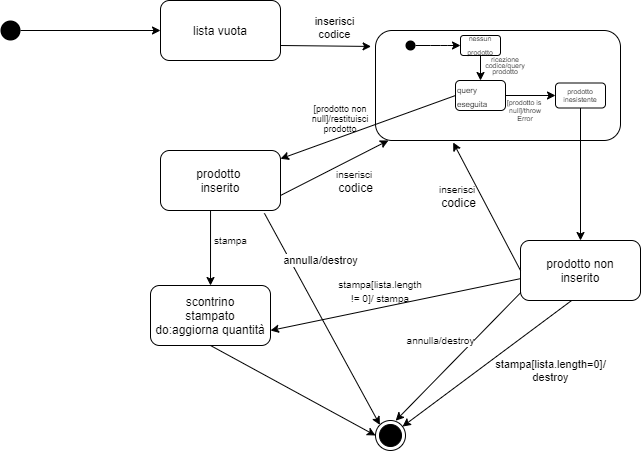 lista vuota
inserisci
codice
nessun
prodotto
ricezione
codice/query
prodotto
query
eseguita
[prodotto is
null]/throw
Error
prodotto
inesistente
[prodotto non
null]/restituisci
prodotto
prodotto
inserito
inserisci
codice
inserisci
codice
stampa
annulla/destroy
prodotto non
inserito
stampa[lista.length
!= 0]/ stampa
scontrino
stampato
do:aggiorna quantità
annulla/destroy
stampa[lista.length=0]/
destroy